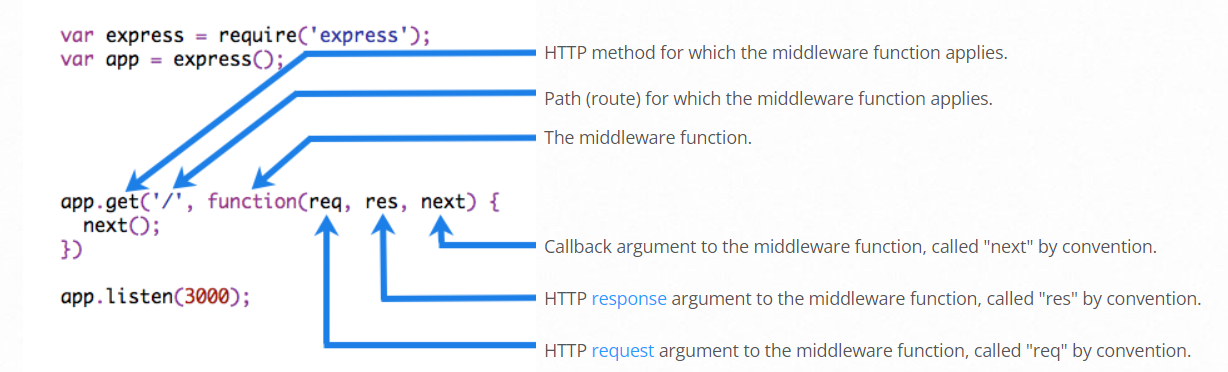 var express = require('express');
var app = express();
HTTP method for which the middleware function applies.
Path (route) for which the middleware function applies.
The middleware function.
app.get('/', function(req, res, next) {
next();
})
Callback argument to the middleware function, called "next" by convention.
app.listen(3000);
HTTP response argument to the middleware function, called "res" by convention.
HTTP request argument to the middleware function, called "req" by convention.